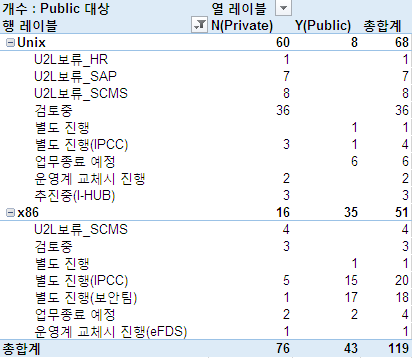 개수 : Public 대상 열 레이블
행 레이블 N(Private) Y(Public) 총합계
Unix 60 8 68
U2L보류_HR 1 1
U2L보류_SAP 7 7
U2L보류_SCMS 8 8
검토중 36 36
별도 진행 1 1
별도 진행(IPCC) 3 1 4
업무종료 예정 6 6
운영계 교체시 진행 2 2
추진중(I-HUB) 3 3
x86 16 35 51
U2L보류_SCMS 4 4
검토중 3 3
별도 진행 1 1
별도 진행(IPCC) 5 15 20
별도 진행(보안팀) 1 17 18
업무종료 예정 2 2 4
운영계 교체시 진행(eFDS) 1 1
총합계 76 43 119